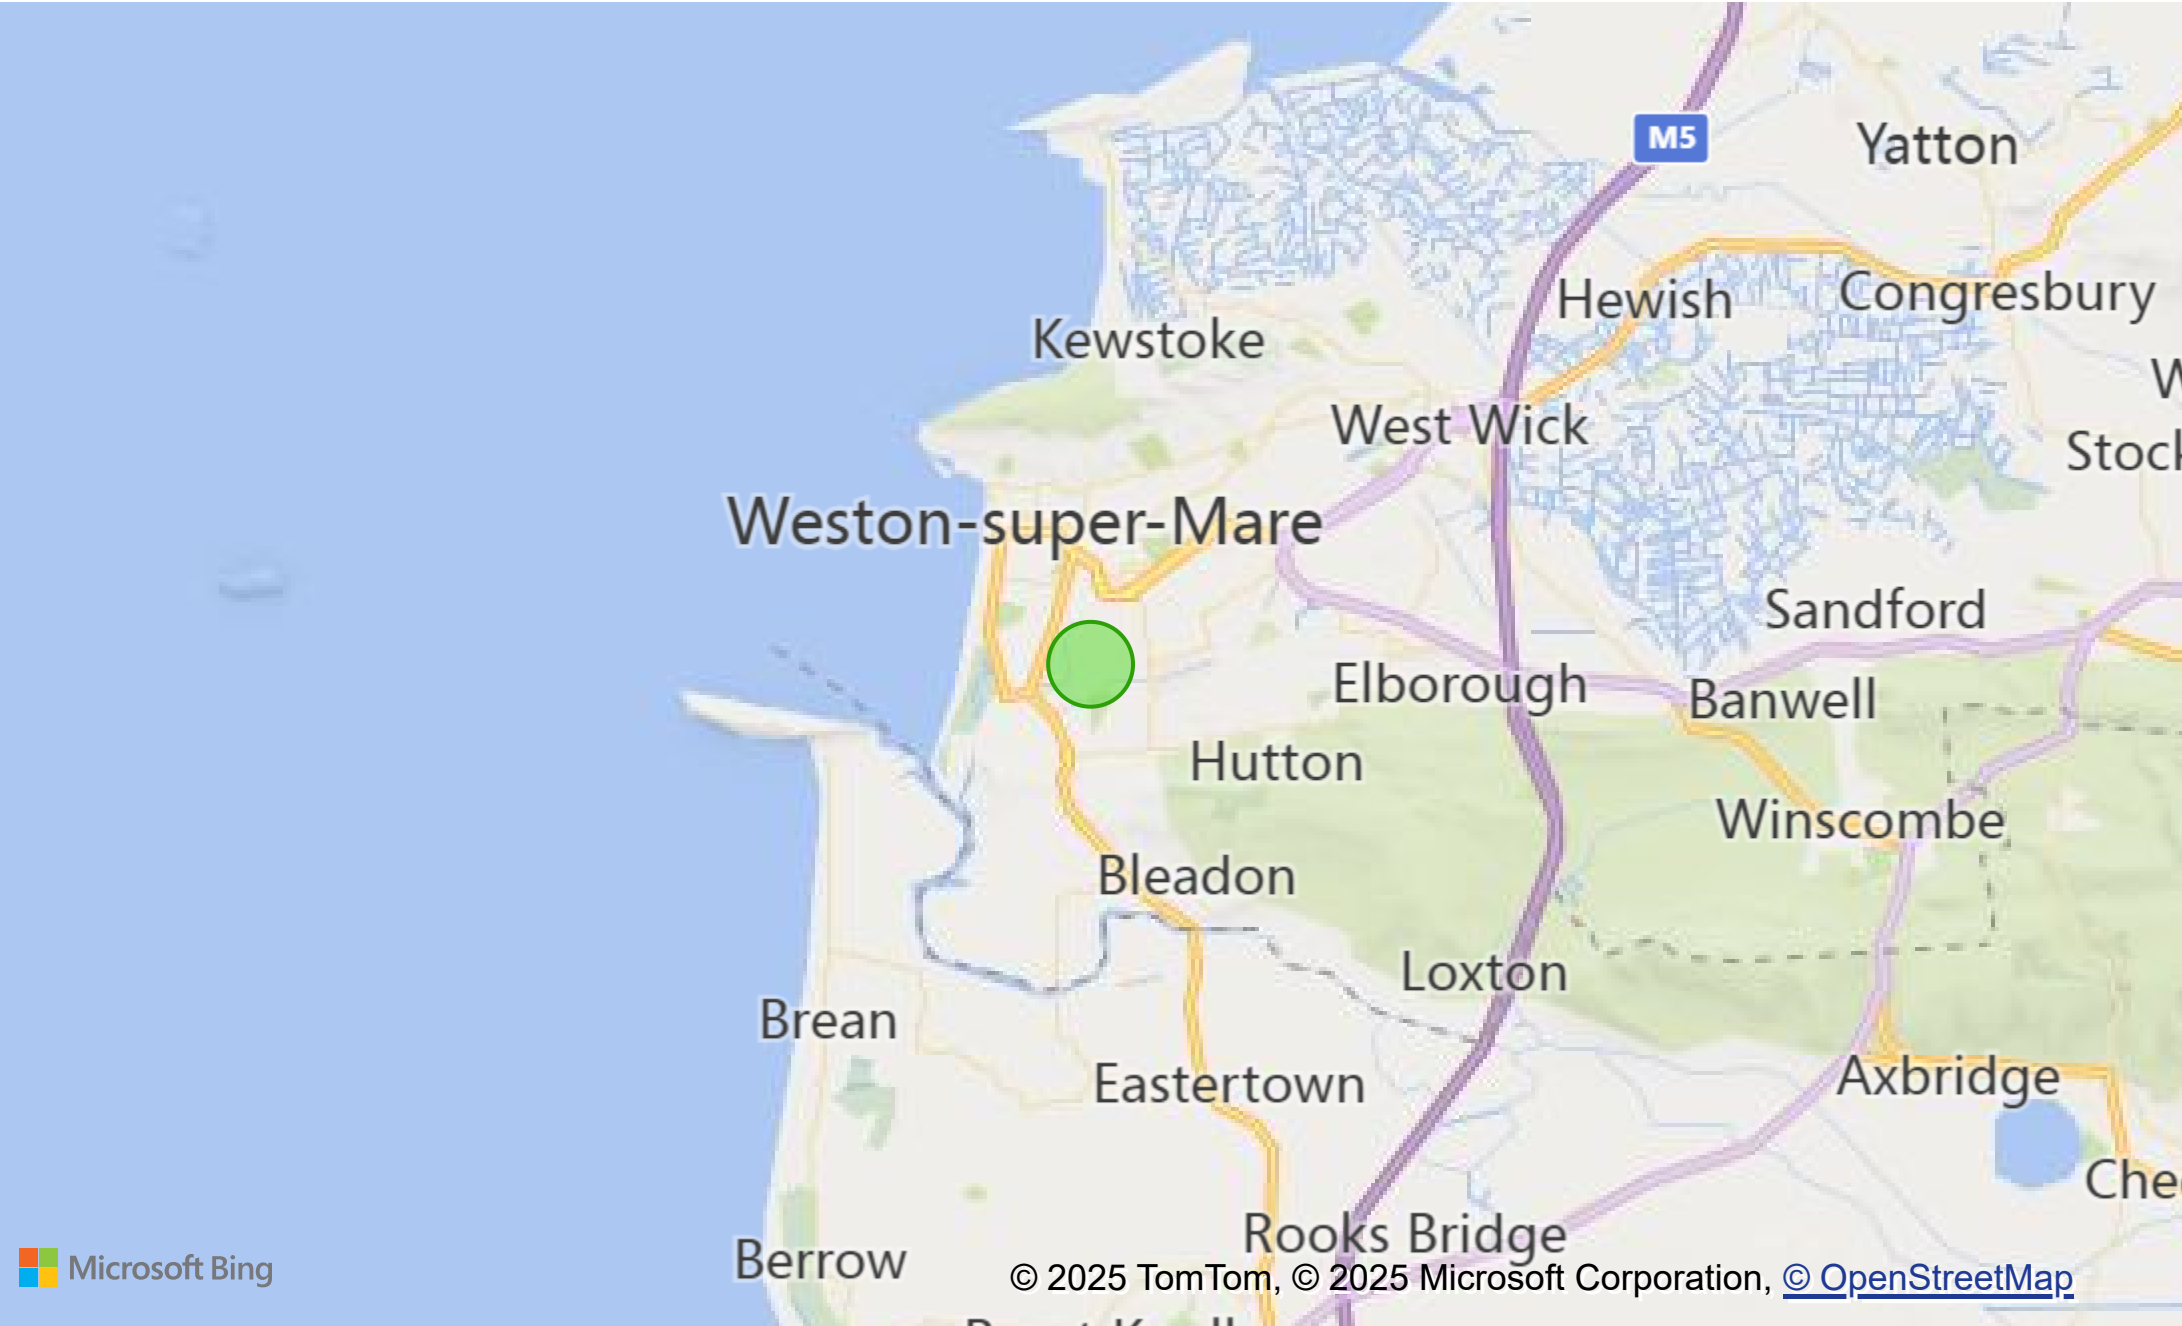 M5
Yatton
Hewish
Congresbury
Kewstoke
West Wick
Stock
Weston-super-Mare
Sandford
Elborough
Banwell
Hutton
Winscombe
Bleadon
Loxton
Brean
Eastertown
Axbridge
Che
Rooks Bridge
Berrow
Microsoft Bing
© 2025 TomTom, © 2025 Microsoft Corporation, © OpenStreetMap